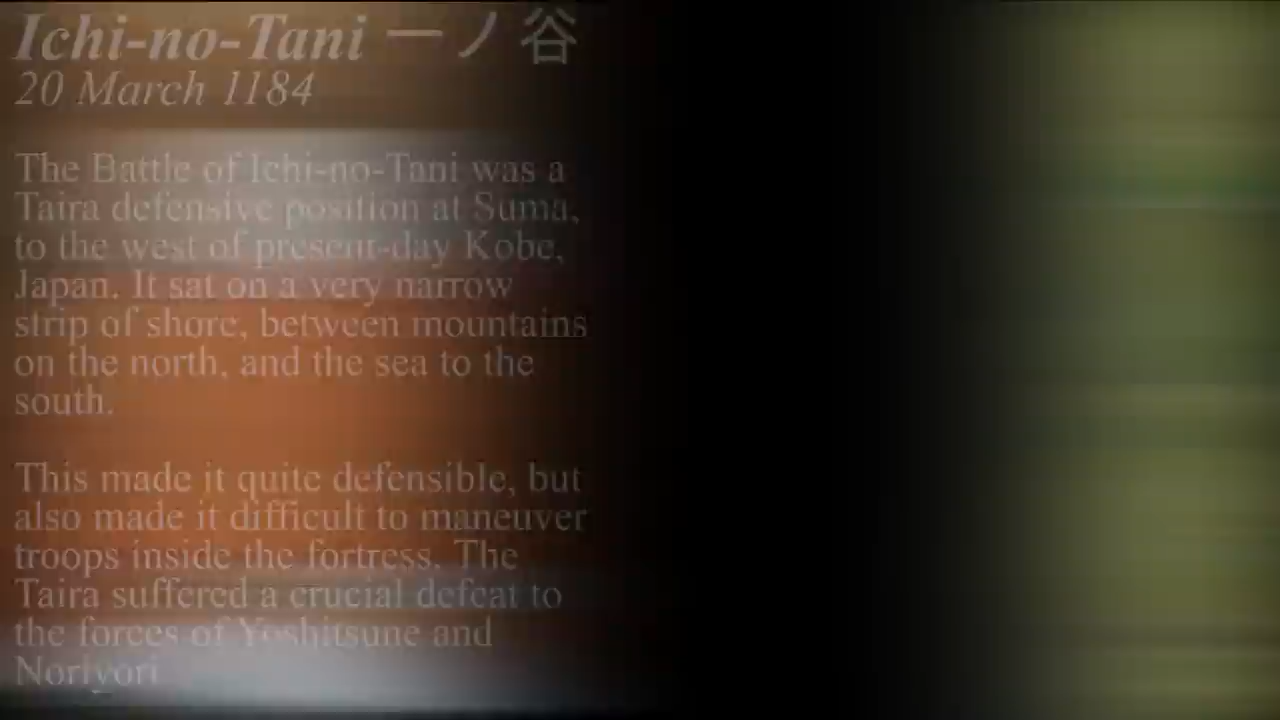 Ichi-no-Tani 一ノ谷
20 March 1184
The Battle of Ichi-no-Tani was a
Taira defensive position at Suma,
to the west of present-day Kobe,
Japan. It sat on a very narrow
strip of shore, between mountains
on the north, and the sea to the
south.
This made it quite defensible, but
also made it difficult to maneuver
troops inside the fortress. The
Taira suffered a crucial defeat to
the forces of Yoshitsune and
Noriyori